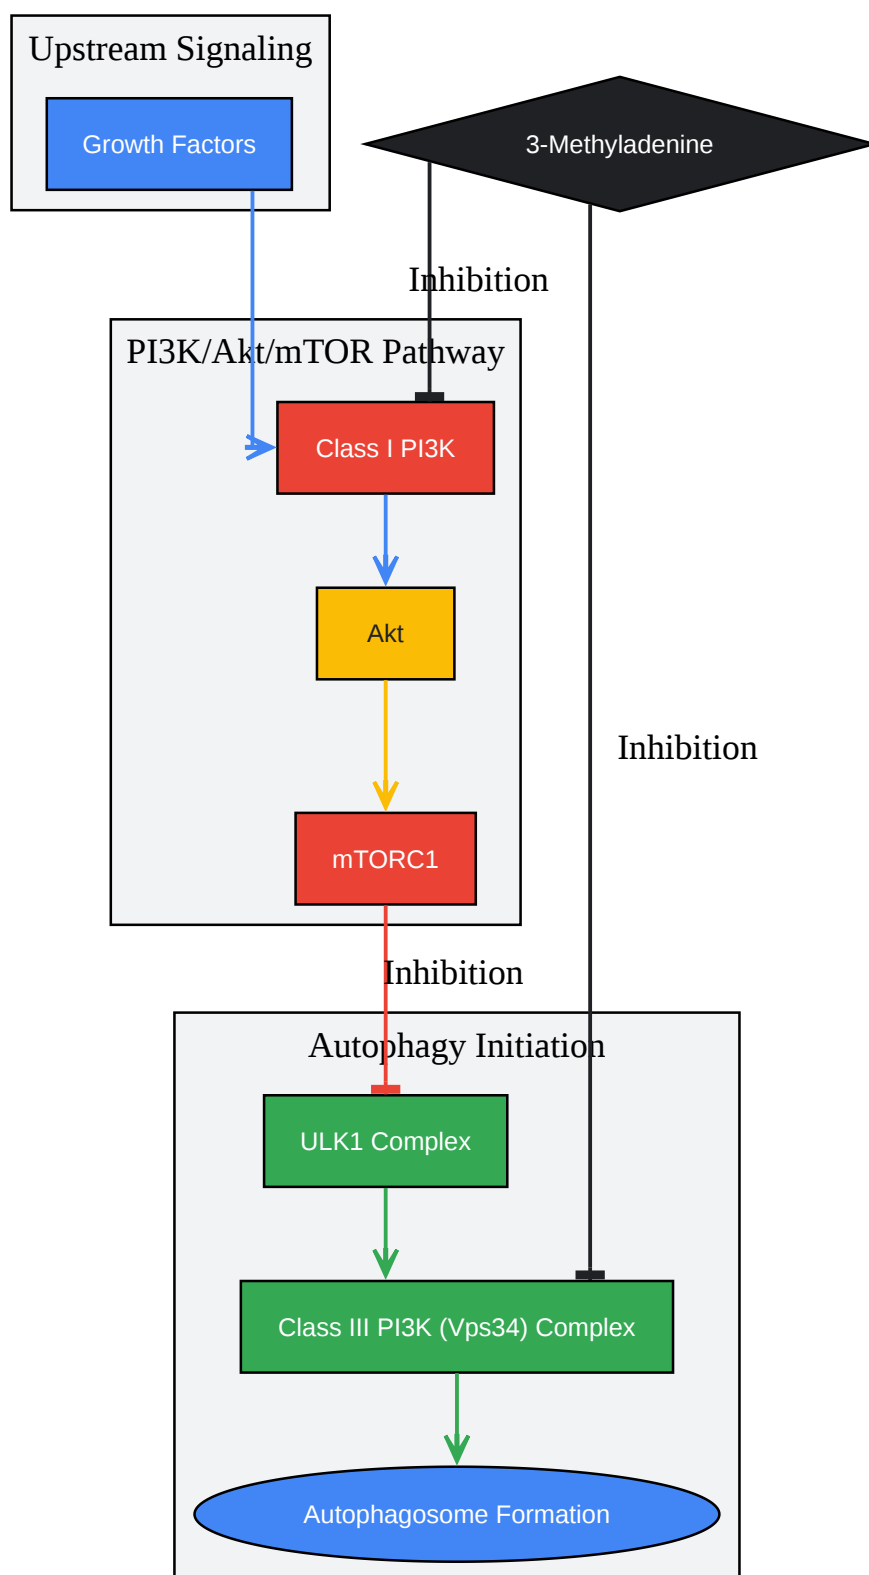 Upstream Signaling
Growth Factors
3-Methyladenine
Inhibition
PI3K/Akt/mTOR Pathway
Class I PI3K
Akt
Inhibition
mTORC1
Inhibition
Autophagy Initiation
ULK1 Complex
Class III PI3K (Vps34) Complex
Autophagosome Formation